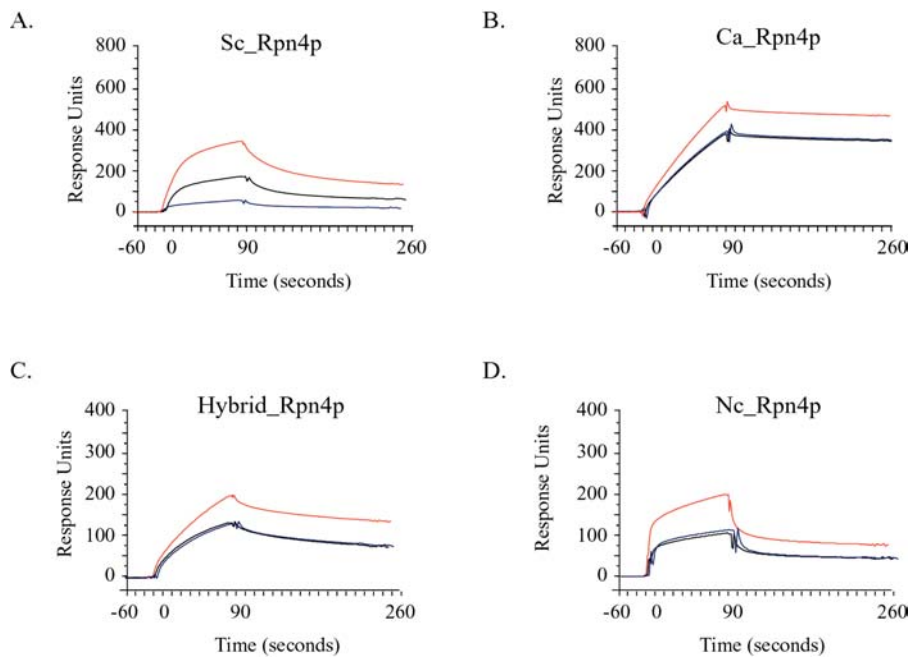 A.
Sc_Rpn4p
800
600
400
200
0
Response Units
-60 0 90 260
Time (seconds)
B.
Ca_Rpn4p
800
600
400
200
0
Response Units
-60 0 90 260
Time (seconds)
C.
Hybrid_Rpn4p
400
300
200
100
0
Response Units
-60 0 90 260
Time (seconds)
D.
Nc_Rpn4p
400
300
200
100
0
Response Units
-60 0 90 260
Time (seconds)